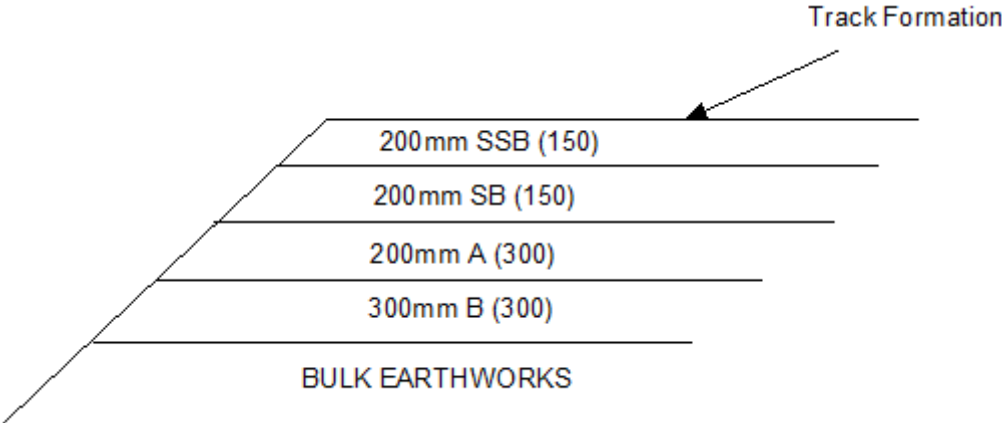 Track Formation
200mm SSB (150)
200mm SB (150)
200mm A (300)
300mm B (300)
BULK EARTHWORKS